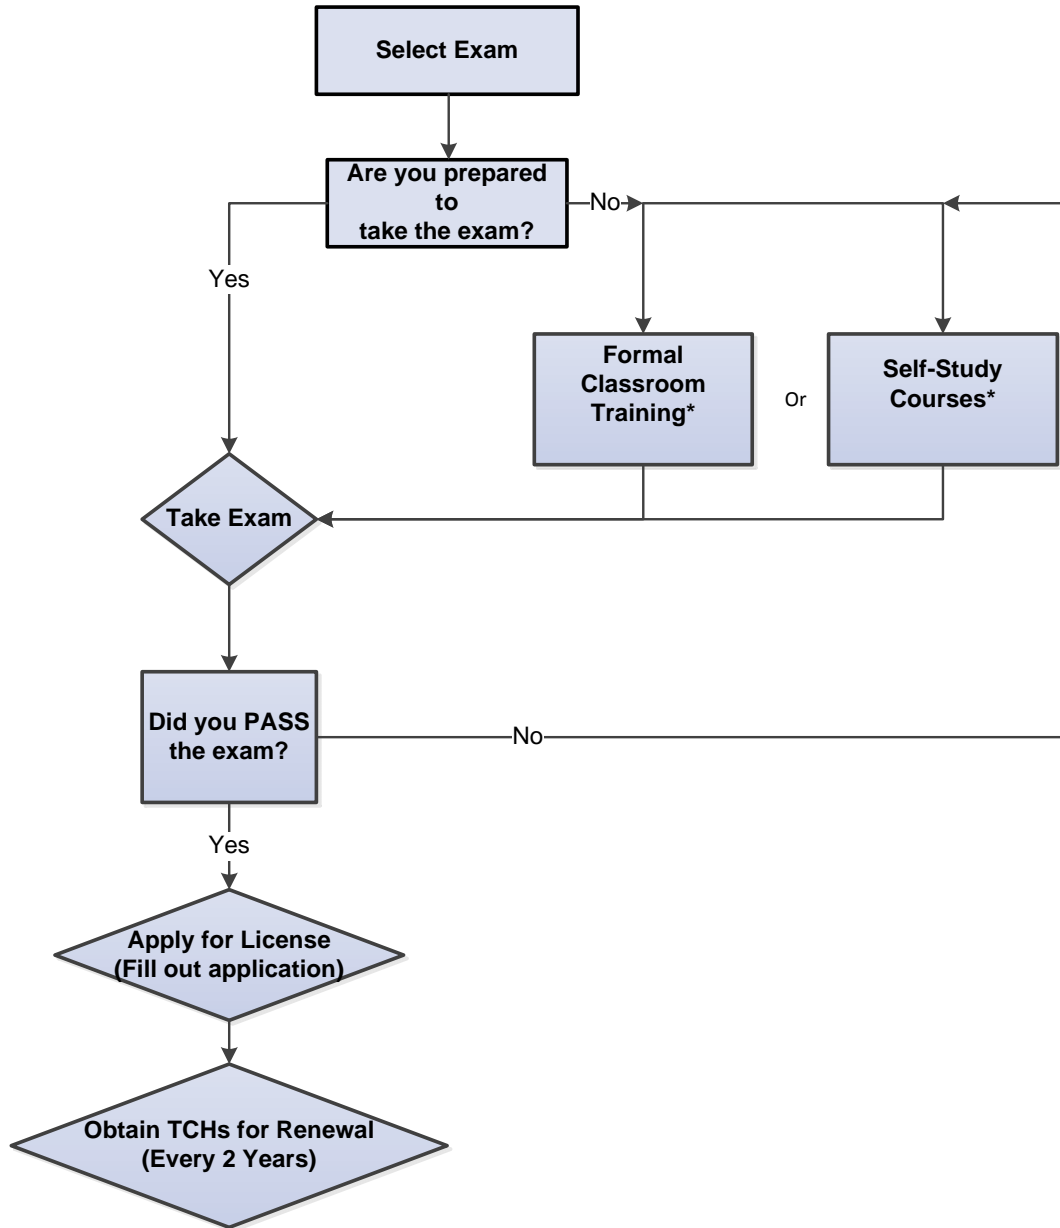 Select Exam
Are you prepared
to
take the exam?
No
Yes
Formal
Classroom
Training*
Or
Self-Study
Courses*
Take Exam
Did you PASS
the exam?
No
Yes
Apply for License
(Fill out application)
Obtain TCHs for Renewal
(Every 2 Years)